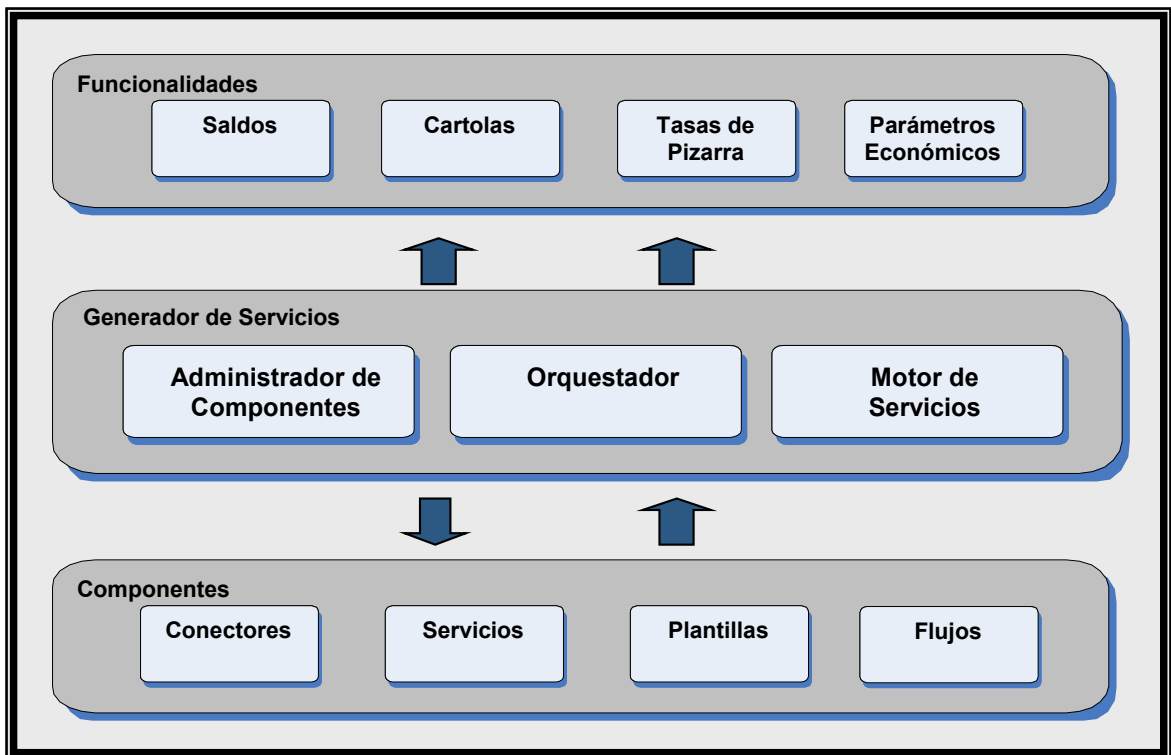 Funcionalidades
Saldos
Cartolas
Tasas de
Pizarra
Parámetros
Económicos
Generador de Servicios
Administrador de
Componentes
Orquestador
Motor de
Servicios
Componentes
Conectores
Servicios
Plantillas
Flujos